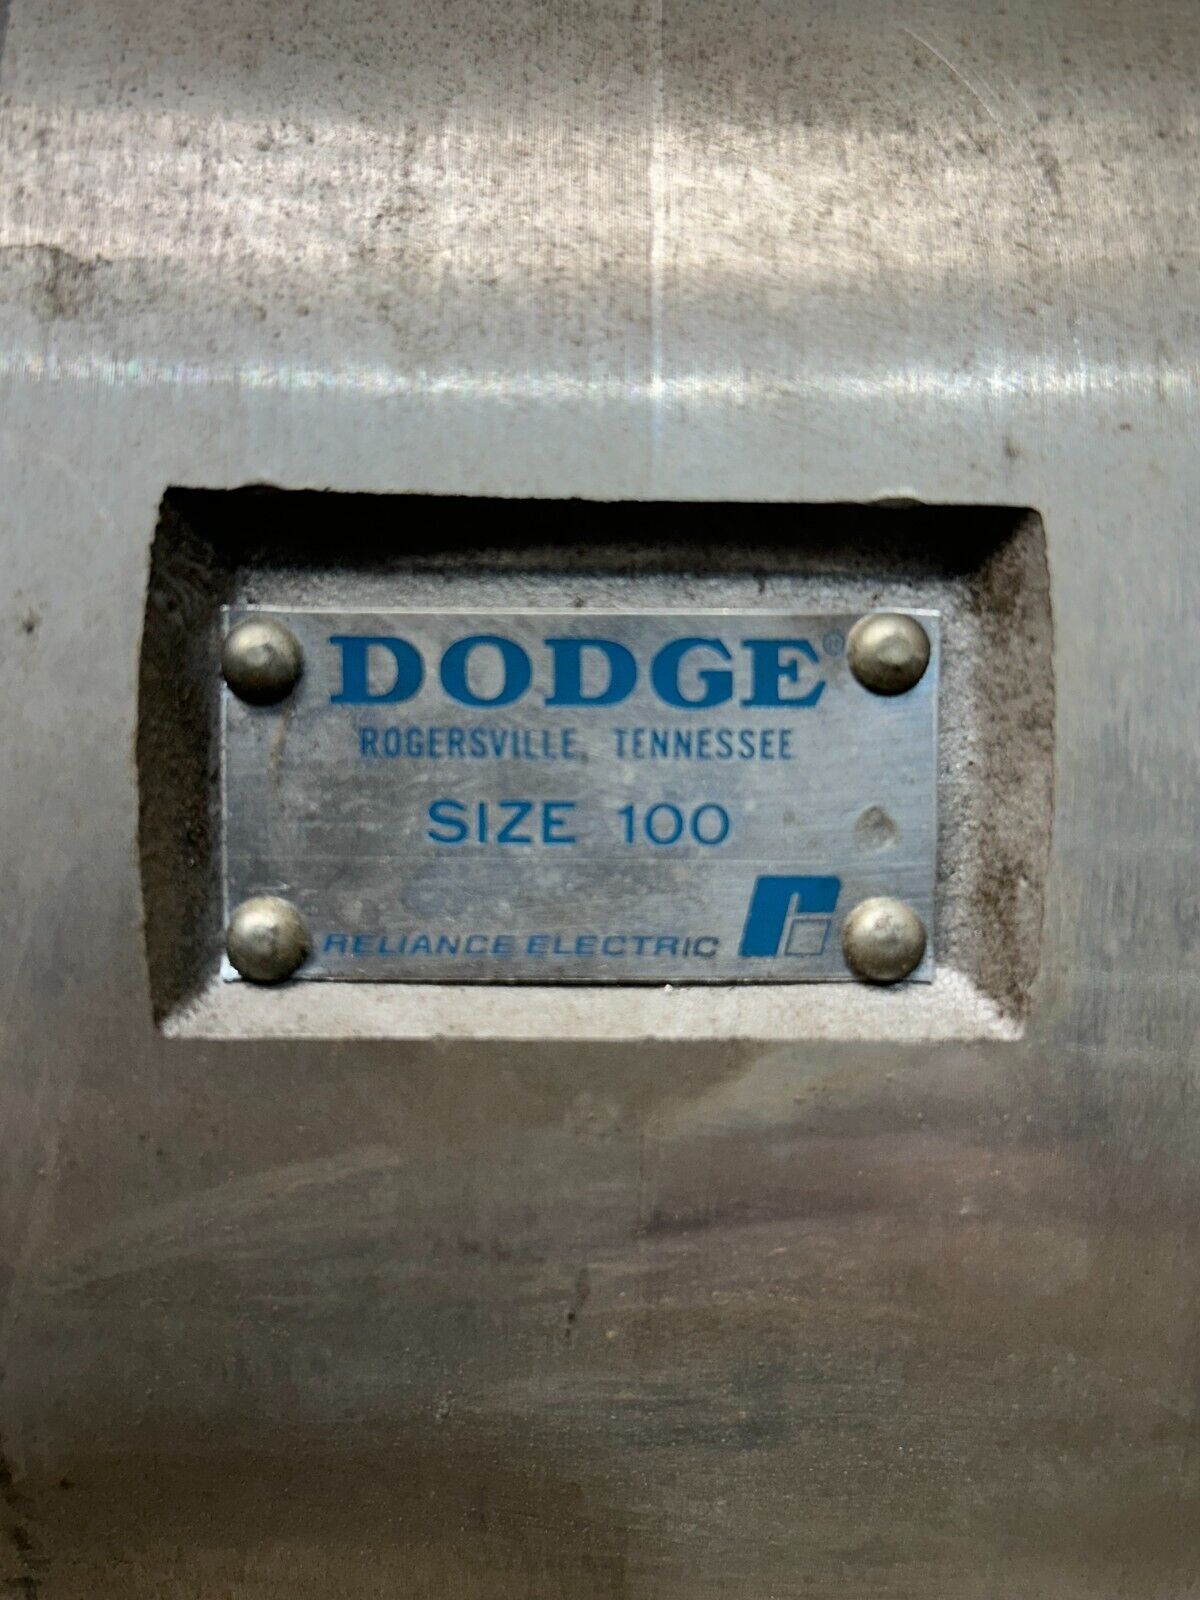 DODGE®
ROGERSVILLE, TENNESSEE
SIZE 100
RELIANCE ELECTRIC